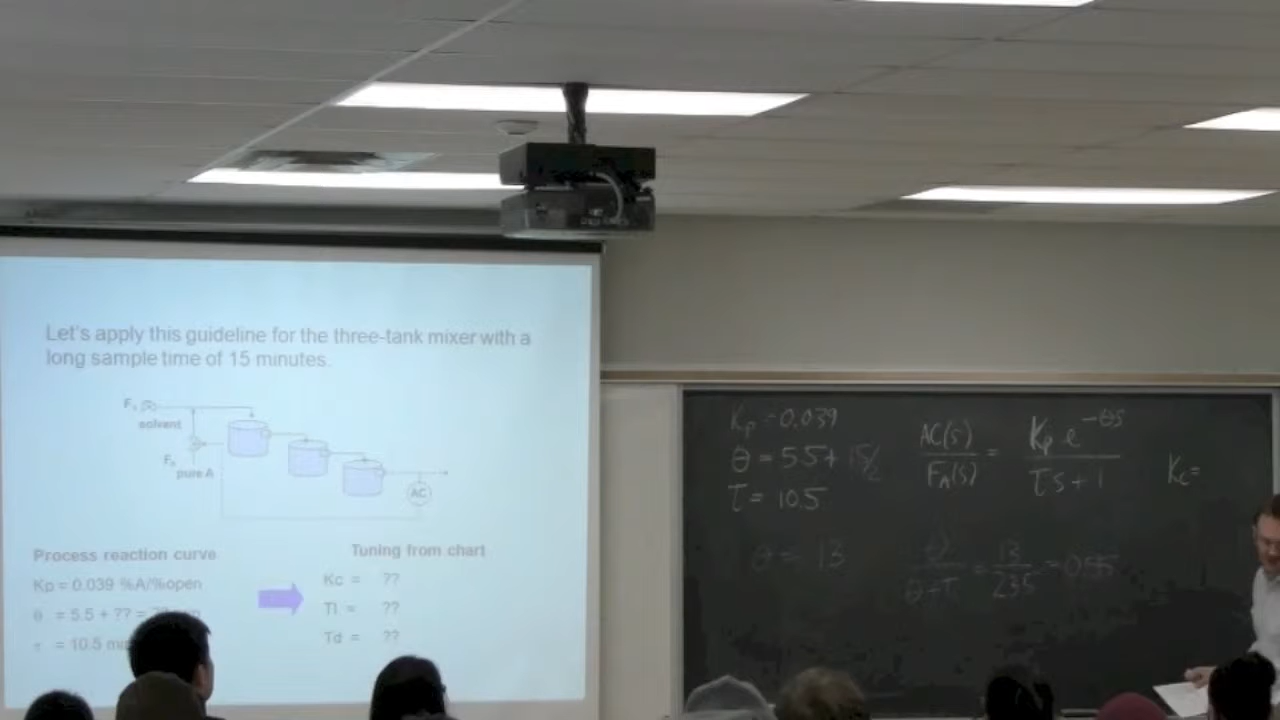 Let's apply this guideline for the three-tank mixer with a
long sample time of 15 minutes.
solvent
pure A
AC
Process reaction curve
Kp = 0.039 %A/%open
θ = 5.5 + ?? =
τ = 10.5
Tuning from chart
Kc = ??
TI = ??
Td = ??
Kp = 0.039
θ = 5.5 + 15/2
τ = 10.5
AC(s)/FA(s) = Kp e^-θs / τs + 1
Kc =
θ = 13
θ/θ+τ = 13/23.5 = 0.55